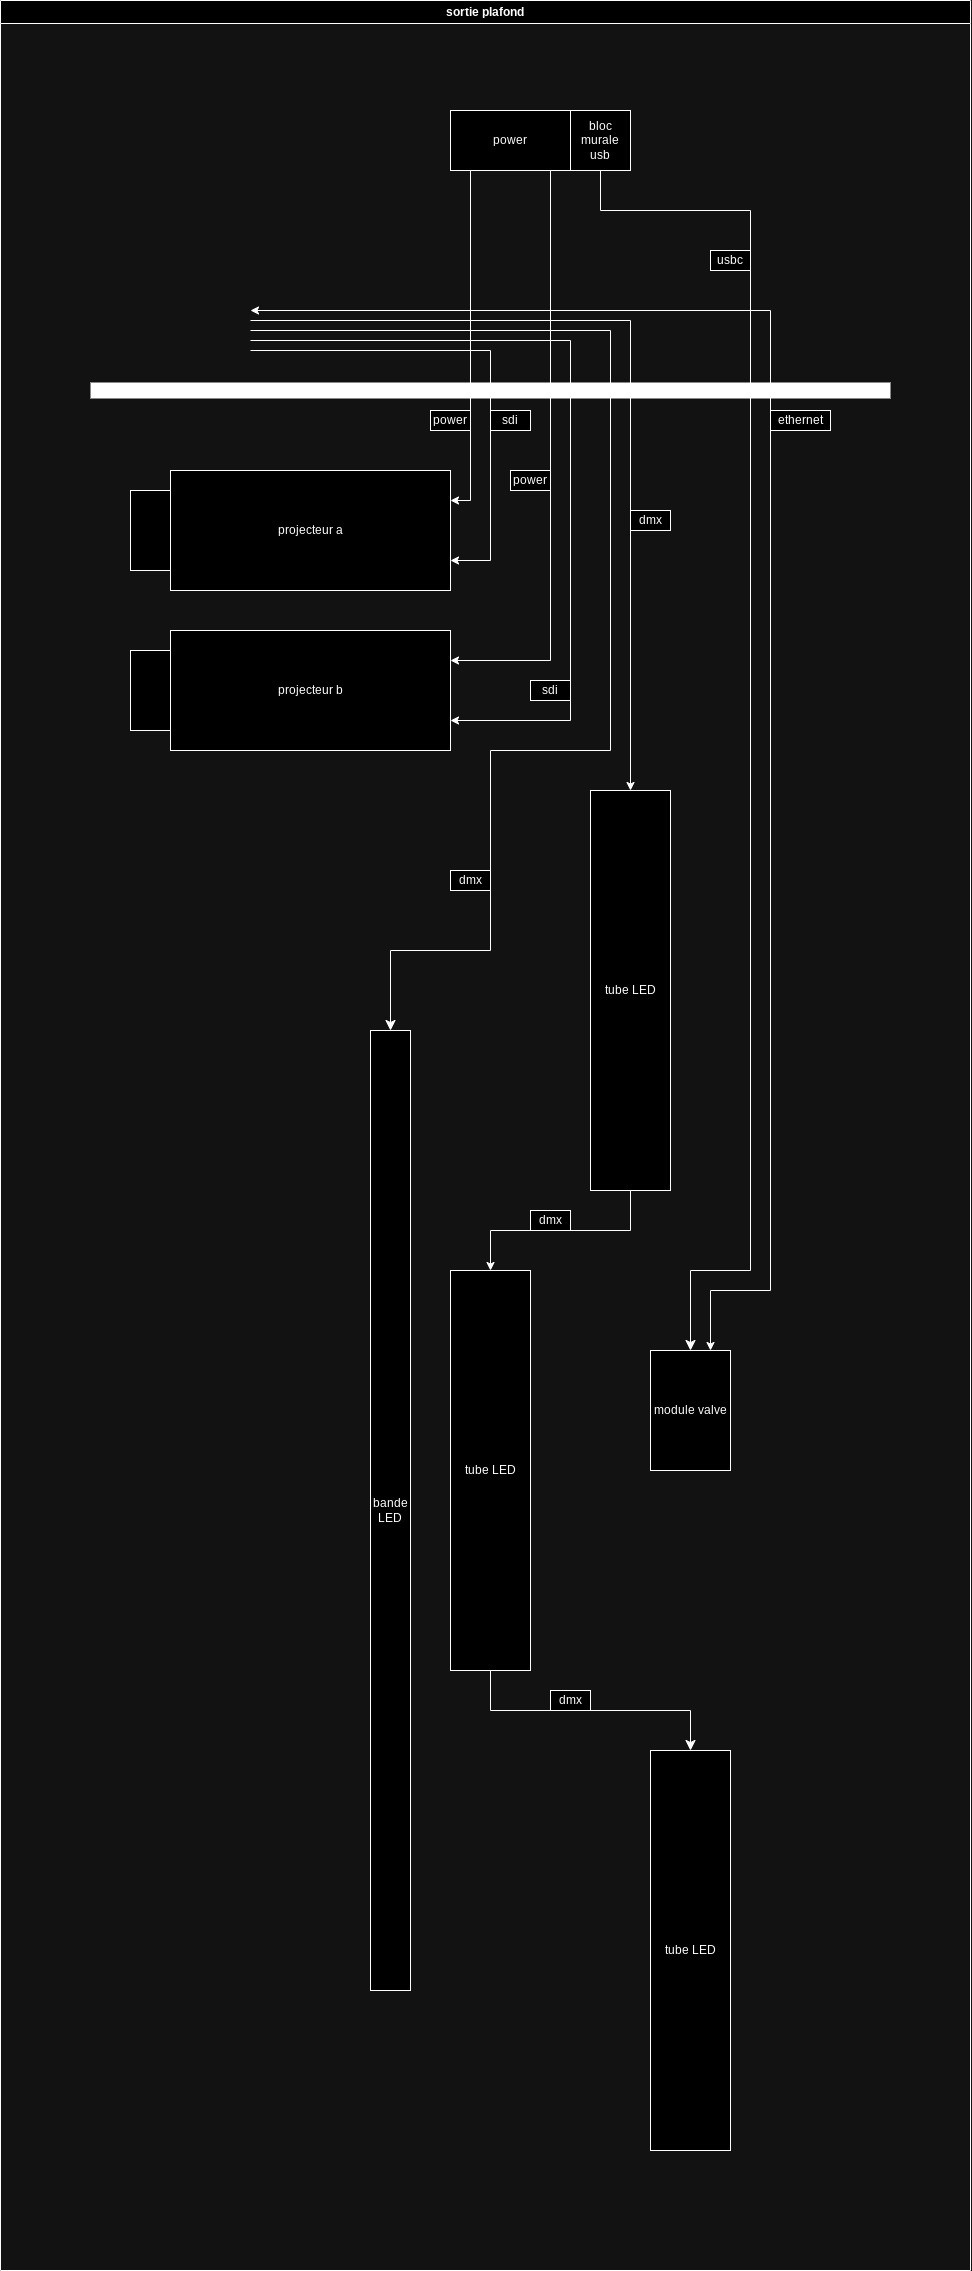 sortie plafond
power
bloc
murale
usb
usbc
power
sdi
ethernet
power
dmx
projecteur a
projecteur b
sdi
dmx
tube LED
dmx
module valve
tube LED
bande
LED
dmx
tube LED